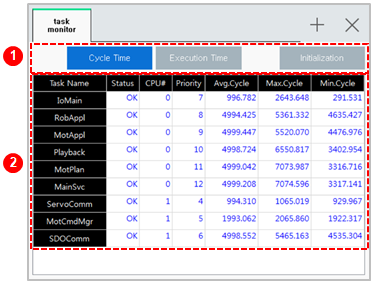 task
monitor
1
Cycle Time Execution Time Initialization
2
Task Name Status CPU# Priority Avg.Cycle Max.Cycle Min.Cycle
IoMain OK 0 7 996.782 2643.648 291.531
RobAppl OK 0 8 4994.425 5361.332 4635.427
MotAppl OK 0 9 4999.447 5520.070 4476.976
Playback OK 0 10 4998.724 6550.817 3402.954
MotPlan OK 0 11 4999.042 7073.987 3316.716
MainSvc OK 0 12 4999.208 7074.596 3317.141
ServoComm OK 1 4 994.310 1065.019 929.967
MotCmdMgr OK 1 5 1993.062 2065.860 1922.317
SDOComm OK 1 6 4998.552 5465.163 4535.304